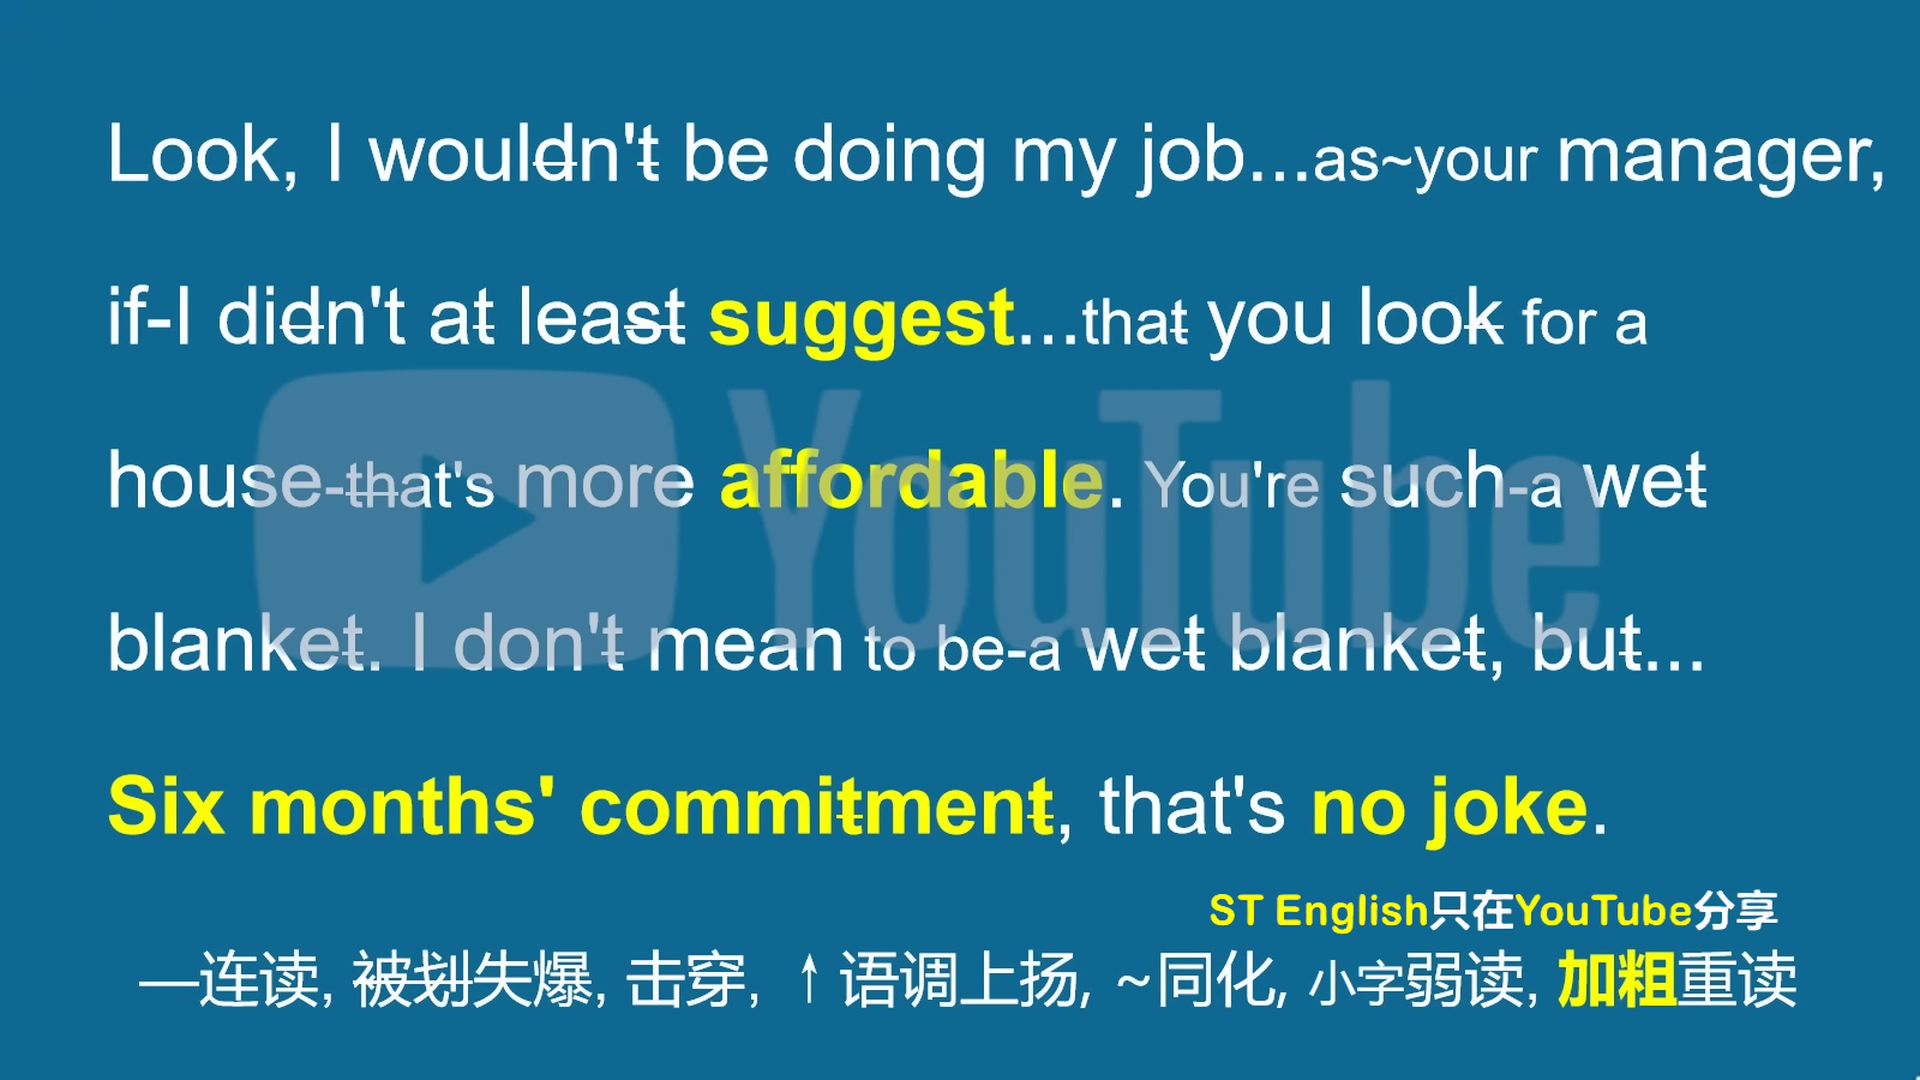 Look, I wouldn't be doing my job...as~your manager,
if-I didn't at least suggest...that you look for a
house-that's more affordable. You're such-a wet
blanket. I don't mean to be-a wet blanket, but...
Six months' commitment, that's no joke.
YouTube
ST English只在YouTube分享
—连读, 被划失爆, 击穿, ↑语调上扬, ~同化, 小字弱读, 加粗重读